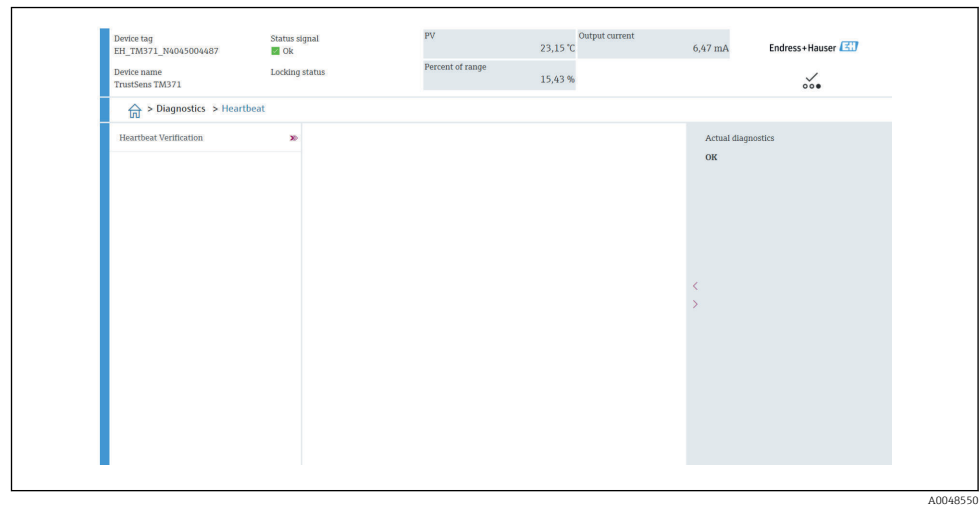 Device tag
EH_TM371_N4045004487
Status signal
Ok
PV
23,15 °C
Output current
6,47 mA
Endress+Hauser EH
Device name
TrustSens TM371
Locking status
Percent of range
15,43 %
> Diagnostics > Heartbeat
Heartbeat Verification
Actual diagnostics
OK
A0048550